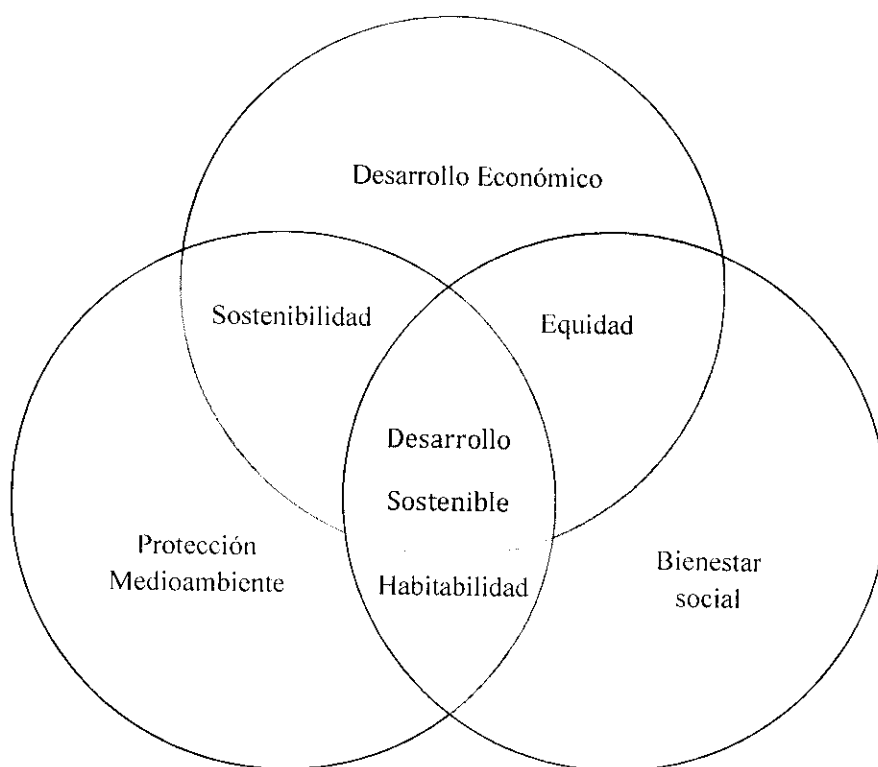 Desarrollo Económico
Sostenibilidad
Equidad
Desarrollo
Sostenible
Protección
Medioambiente
Habitabilidad
Bienestar
social